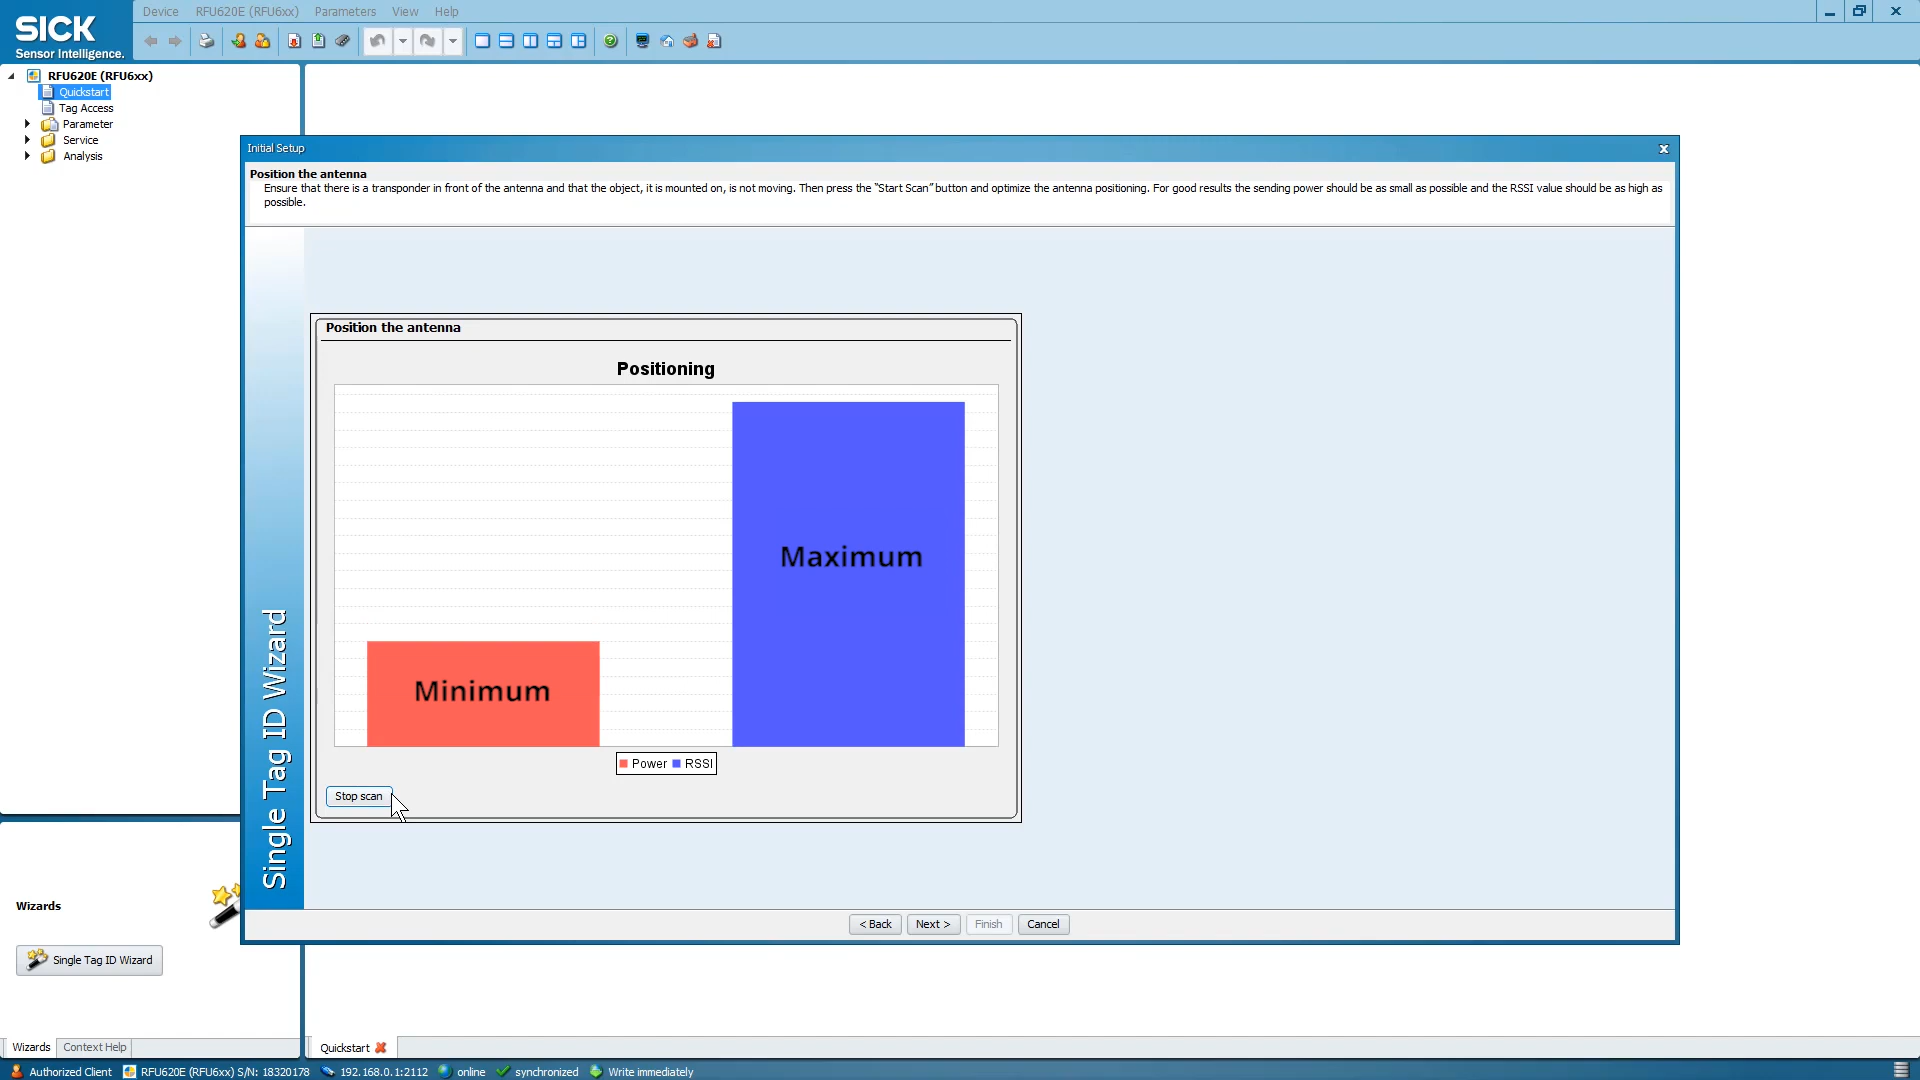 SICK
Sensor Intelligence.
Device RFU620E (RFU6xx) Parameters View Help
RFU620E (RFU6xx)
Quickstart
Tag Access
Parameter
Service
Analysis
Initial Setup
Position the antenna
Ensure that there is a transponder in front of the antenna and that the object, it is mounted on, is not moving. Then press the “Start Scan” button and optimize the antenna positioning. For good results the sending power should be as small as possible and the RSSI value should be as high as
possible.
Single Tag ID Wizard
Position the antenna
Positioning
Maximum
Minimum
Power RSSI
Stop scan
< Back Next > Finish Cancel
Wizards
Single Tag ID Wizard
Wizards Context Help
Quickstart
Authorized Client RFU620E (RFU6xx) S/N: 18320178 192.168.0.1:2112 online synchronized Write immediately